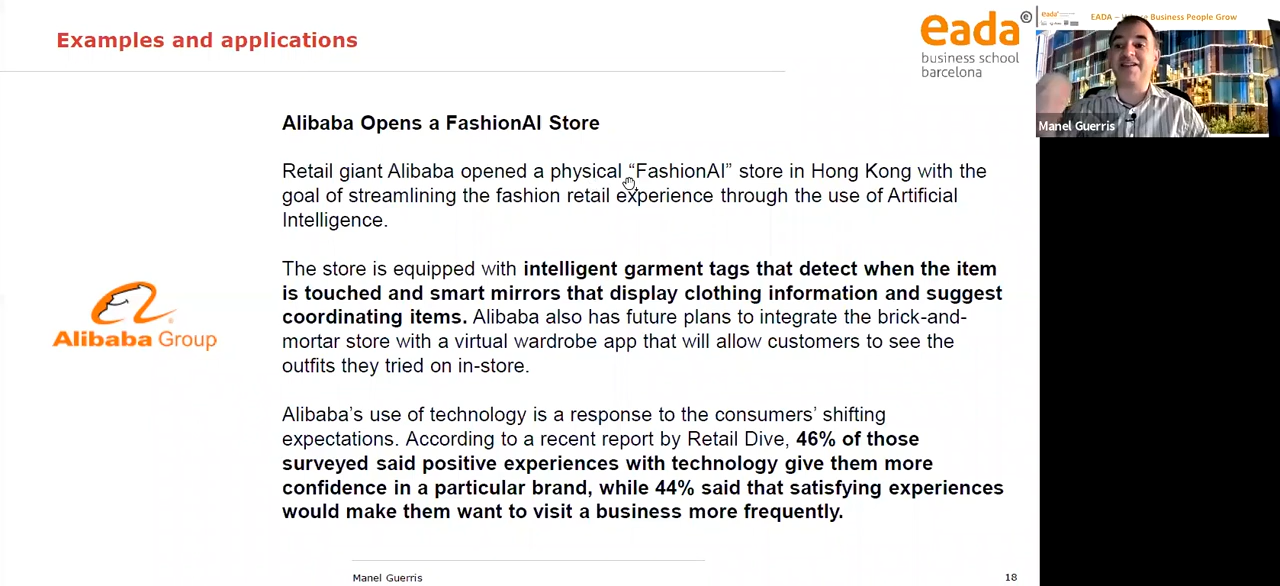 Examples and applications
eada
business school
barcelona
EADA – Where Business People Grow
Manel Guerris
Alibaba Opens a FashionAI Store
Retail giant Alibaba opened a physical “FashionAI” store in Hong Kong with the
goal of streamlining the fashion retail experience through the use of Artificial
Intelligence.
The store is equipped with intelligent garment tags that detect when the item
is touched and smart mirrors that display clothing information and suggest
coordinating items. Alibaba also has future plans to integrate the brick-and-
mortar store with a virtual wardrobe app that will allow customers to see the
outfits they tried on in-store.
Alibaba Group
Alibaba’s use of technology is a response to the consumers’ shifting
expectations. According to a recent report by Retail Dive, 46% of those
surveyed said positive experiences with technology give them more
confidence in a particular brand, while 44% said that satisfying experiences
would make them want to visit a business more frequently.
Manel Guerris
18